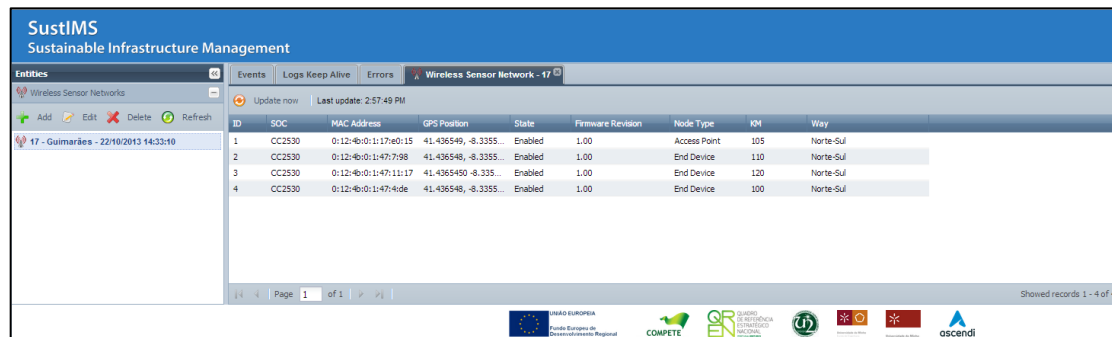 SustIMS
Sustainable Infrastructure Management
Entities
Wireless Sensor Networks
Add Edit Delete Refresh
17 - Guimarães - 22/10/2013 14:33:10
Events Logs Keep Alive Errors Wireless Sensor Network - 17
Update now Last update: 2:57:49 PM
ID SOC MAC Address GPS Position State Firmware Revision Node Type KM Way
1 CC2530 0:12:4b:0:1:17:e0:15 41.436549, -8.3355... Enabled 1.00 Access Point 105 Norte-Sul
2 CC2530 0:12:4b:0:1:47:7:98 41.436548, -8.3355... Enabled 1.00 End Device 110 Norte-Sul
3 CC2530 0:12:4b:0:1:47:11:17 41.4365450 -8.335... Enabled 1.00 End Device 120 Norte-Sul
4 CC2530 0:12:4b:0:1:47:4:de 41.436548, -8.3355... Enabled 1.00 End Device 100 Norte-Sul
Page 1 of 1
Showed records 1 - 4 of
UNIÃO EUROPEIA
Fundo Europeu de
Desenvolvimento Regional
COMPETE
QUADRO
DE REFERÊNCIA
ESTRATÉGICO
NACIONAL
ascendi